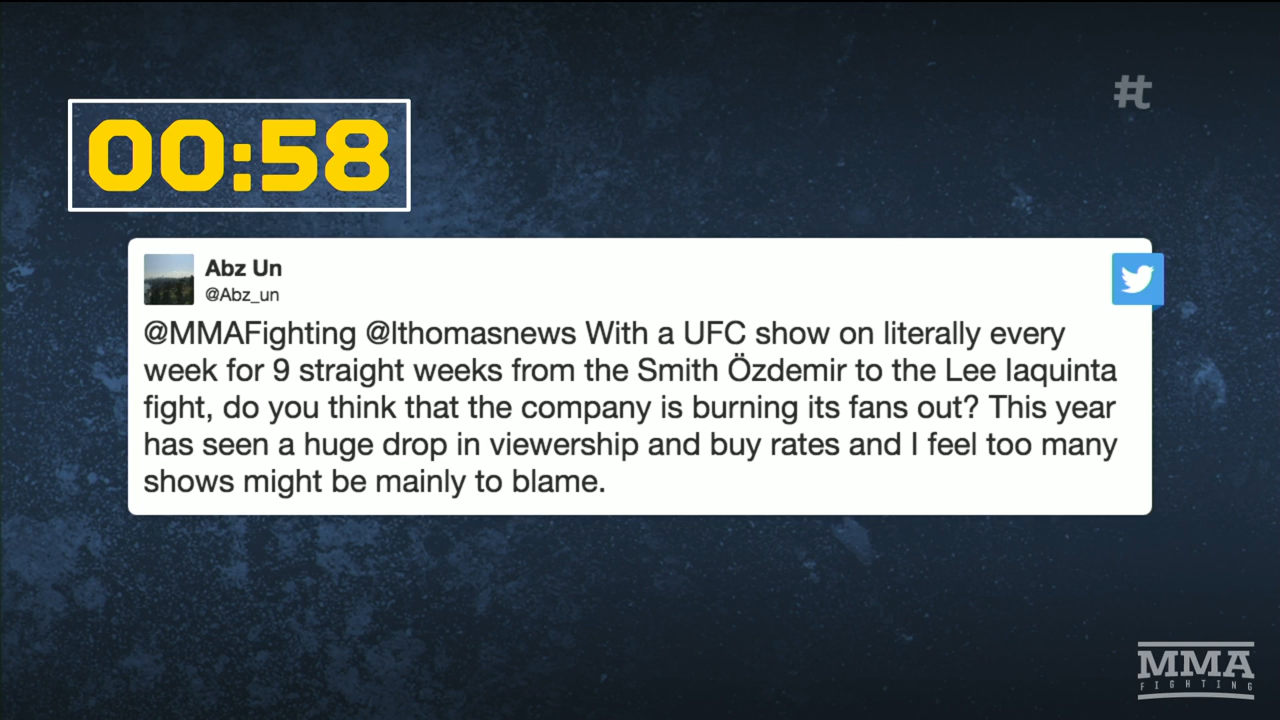 #
00:58
Abz Un
@Abz_un
@MMAFighting @lthomasnews With a UFC show on literally every
week for 9 straight weeks from the Smith Özdemir to the Lee Iaquinta
fight, do you think that the company is burning its fans out? This year
has seen a huge drop in viewership and buy rates and I feel too many
shows might be mainly to blame.
MMA
FIGHTING